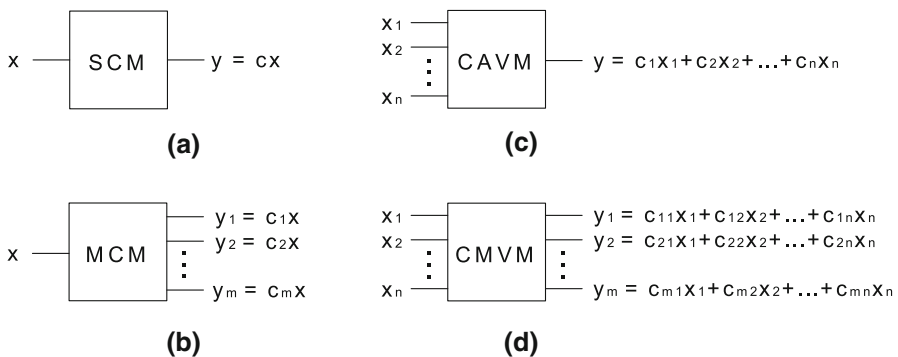 x SCM y = cx
(a)
x1
x2
xn
CAVM y = c1x1+c2x2+...+cnxn
(c)
x MCM
y1 = c1x
y2 = c2x
ym = cmx
(b)
x1
x2
xn
CMVM
y1 = c11x1+c12x2+...+c1nxn
y2 = c21x1+c22x2+...+c2nxn
ym = cm1x1+cm2x2+...+cmnxn
(d)